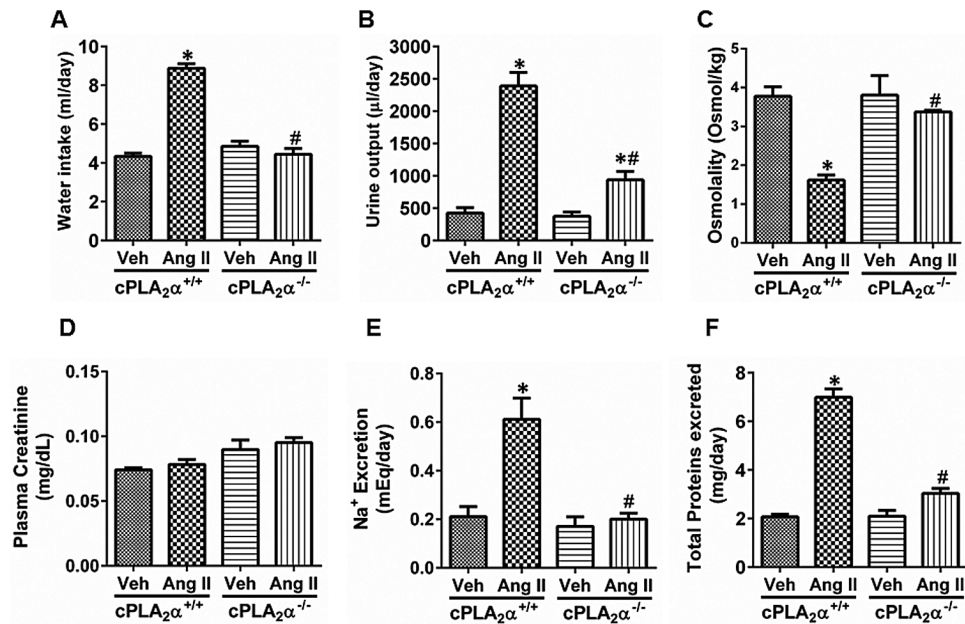 A
Water intake (ml/day)
10
8
6
4
2
0
*
#
Veh Ang II Veh Ang II
cPLA₂α⁺/⁺ cPLA₂α⁻/⁻
B
Urine output (µl/day)
3000
2500
2000
1500
1000
500
0
*
*#
Veh Ang II Veh Ang II
cPLA₂α⁺/⁺ cPLA₂α⁻/⁻
C
Osmolality (Osmol/kg)
5
4
3
2
1
0
*
#
Veh Ang II Veh Ang II
cPLA₂α⁺/⁺ cPLA₂α⁻/⁻
D
Plasma Creatinine
(mg/dL)
0.15
0.10
0.05
0.00
Veh Ang II Veh Ang II
cPLA₂α⁺/⁺ cPLA₂α⁻/⁻
E
Na⁺ Excretion
(mEq/day)
0.8
0.6
0.4
0.2
0.0
*
#
Veh Ang II Veh Ang II
cPLA₂α⁺/⁺ cPLA₂α⁻/⁻
F
Total Proteins excreted
(mg/day)
8
6
4
2
0
*
#
Veh Ang II Veh Ang II
cPLA₂α⁺/⁺ cPLA₂α⁻/⁻